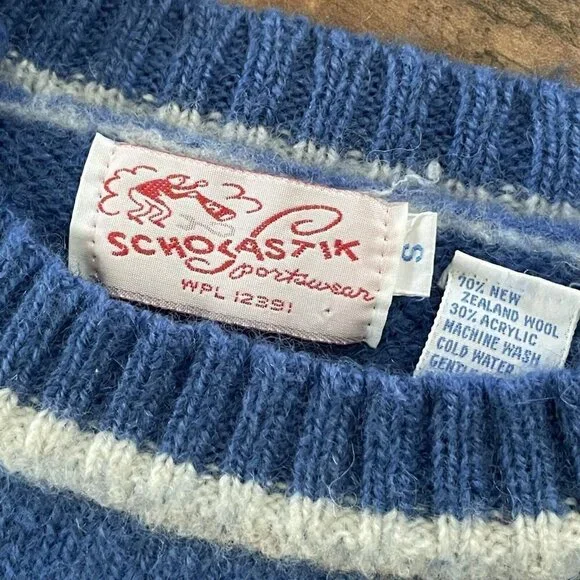 SCHOLASTIK
Sportswear
WPL 12391
S
70% NEW
ZEALAND WOOL
30% ACRYLIC
MACHINE WASH
COLD WATER